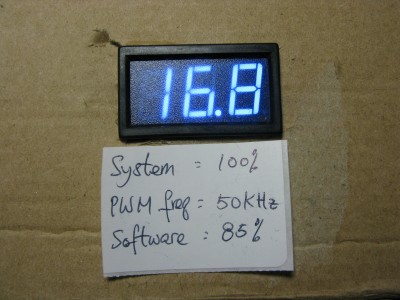 16.8
System = 100%
PWM freq = 50KHz
Software : 85%